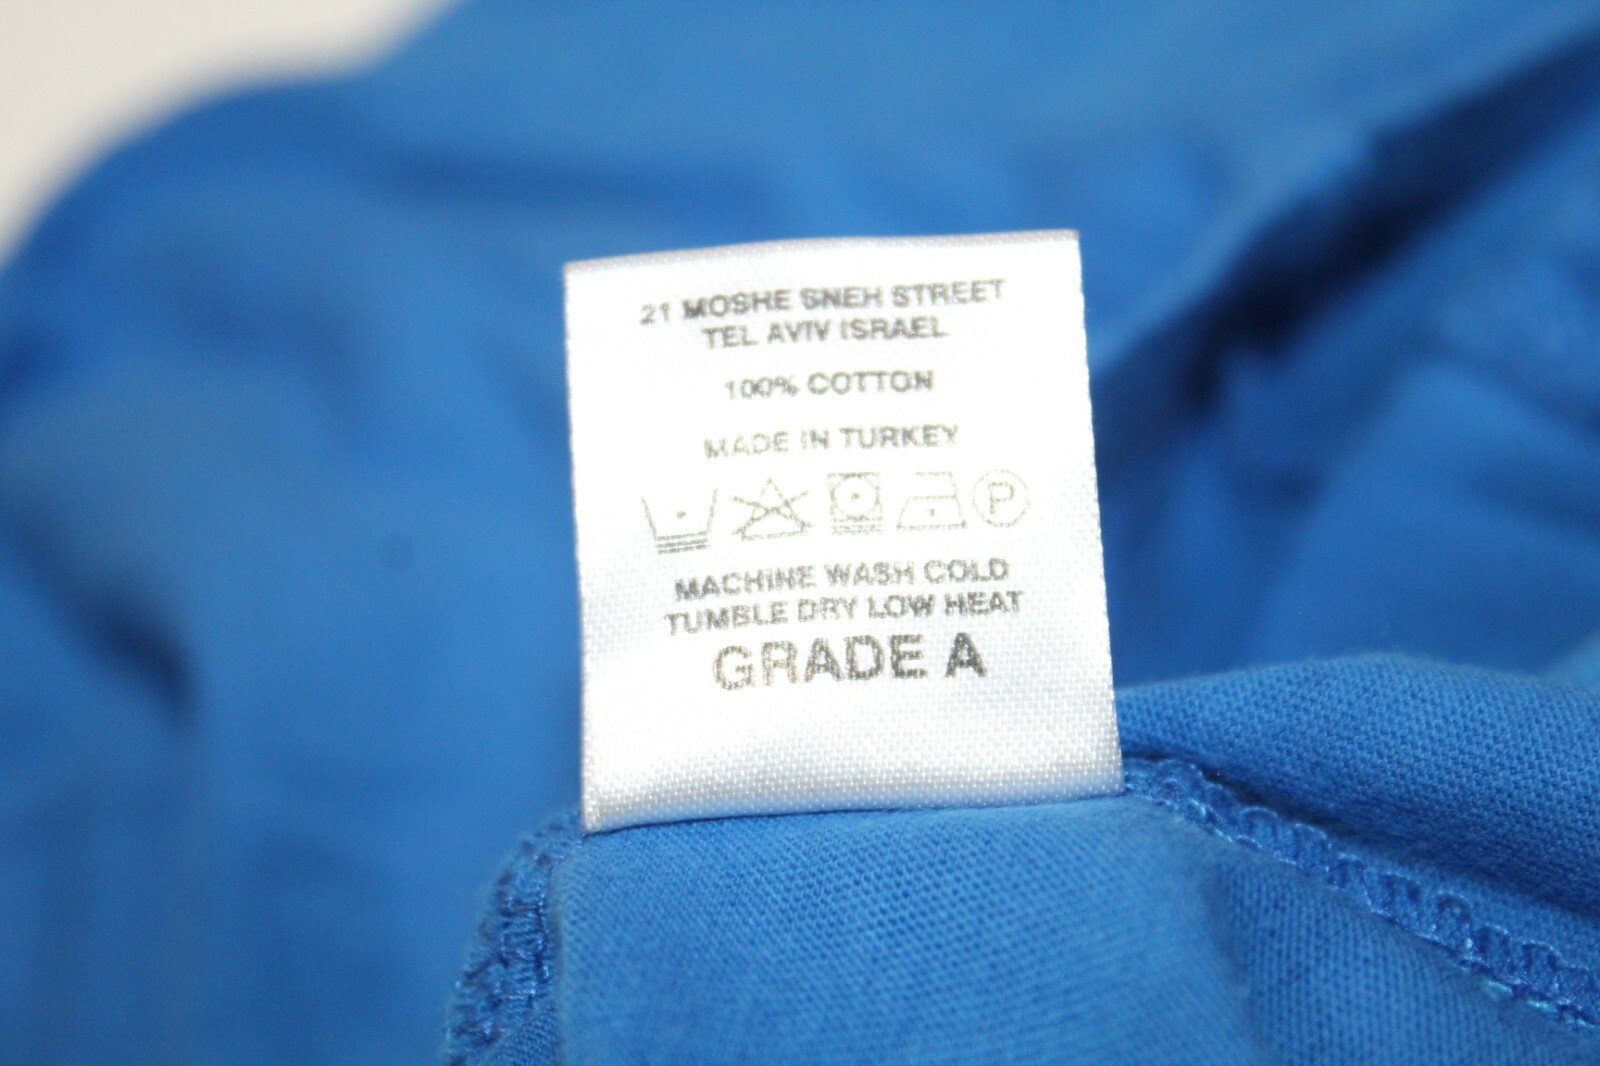 21 MOSHE SNEH STREET
TEL AVIV ISRAEL
100% COTTON
MADE IN TURKEY
P
MACHINE WASH COLD
TUMBLE DRY LOW HEAT
GRADE A